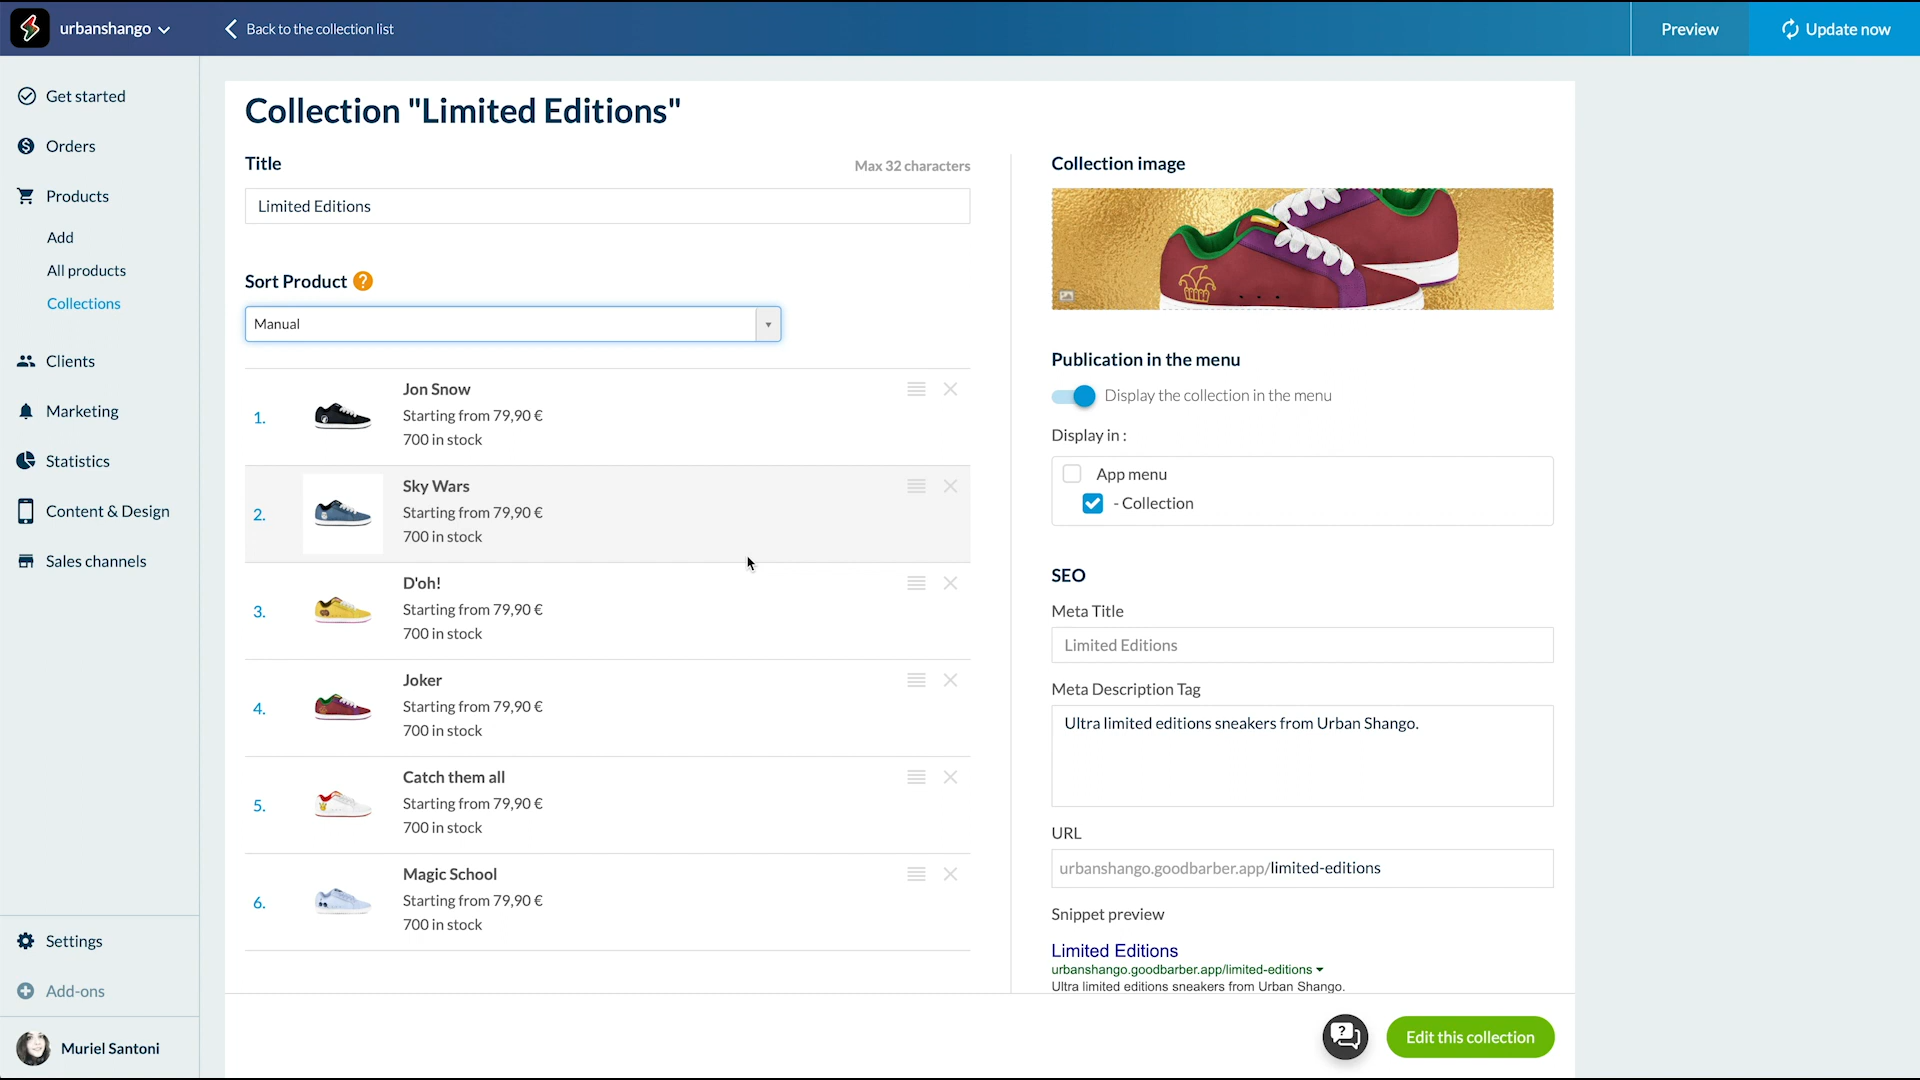 urbanshango
Back to the collection list
Preview
Update now
Get started
Orders
Products
Add
All products
Collections
Clients
Marketing
Statistics
Content & Design
Sales channels
Settings
Add-ons
Muriel Santoni
Collection "Limited Editions"
Title
Max 32 characters
Limited Editions
Sort Product ?
Manual
1.
Jon Snow
Starting from 79,90 €
700 in stock
2.
Sky Wars
Starting from 79,90 €
700 in stock
3.
D'oh!
Starting from 79,90 €
700 in stock
4.
Joker
Starting from 79,90 €
700 in stock
5.
Catch them all
Starting from 79,90 €
700 in stock
6.
Magic School
Starting from 79,90 €
700 in stock
Collection image
Publication in the menu
Display the collection in the menu
Display in :
App menu
- Collection
SEO
Meta Title
Limited Editions
Meta Description Tag
Ultra limited editions sneakers from Urban Shango.
URL
urbanshango.goodbarber.app/limited-editions
Snippet preview
Limited Editions
urbanshango.goodbarber.app/limited-editions
Ultra limited editions sneakers from Urban Shango.
Edit this collection